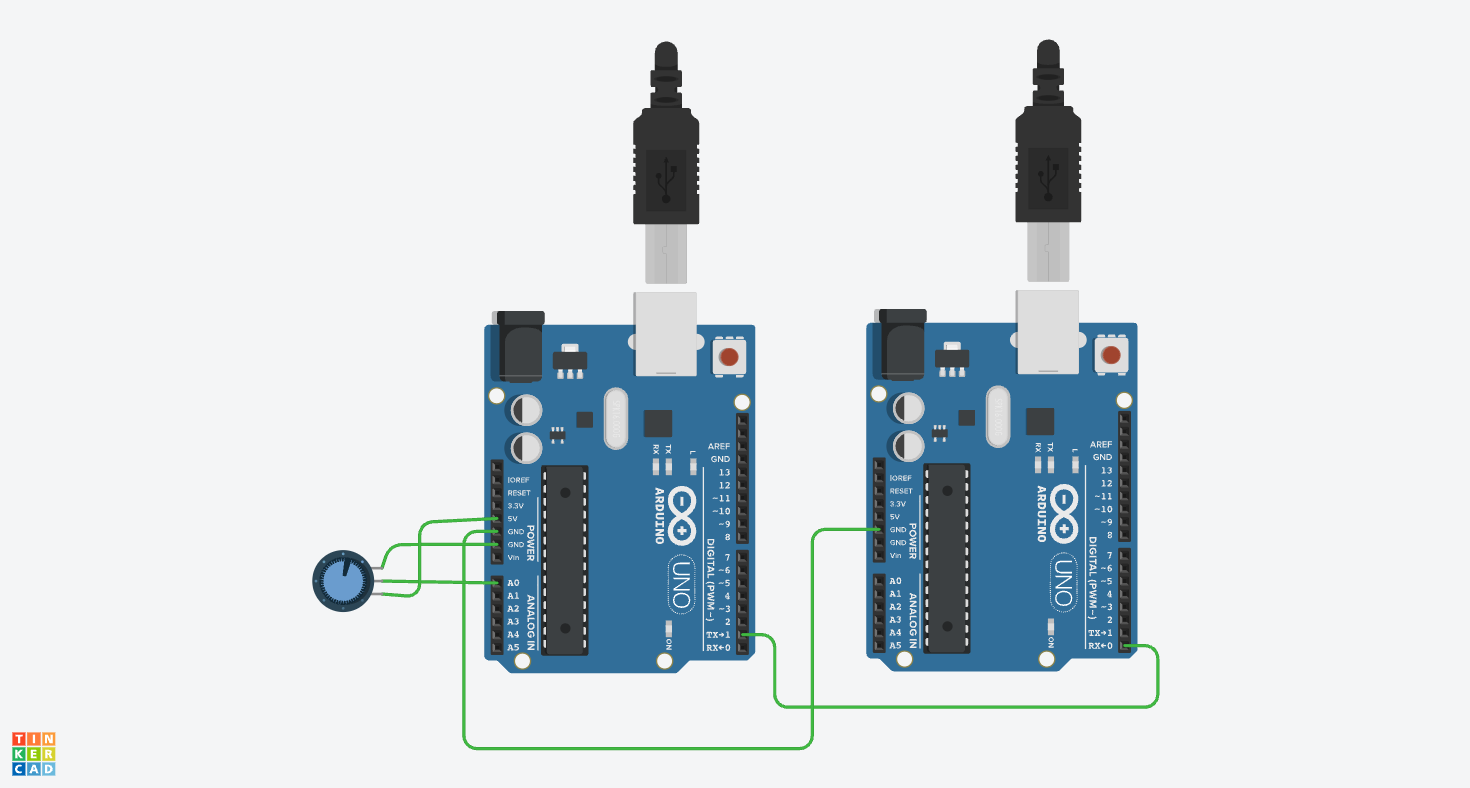 AREF
GND
13
12
~11
~10
~9
8
7
~6
~5
4
~3
2
TX→1
RX←0
DIGITAL (PWM~)
IOREF
RESET
3.3V
5V
GND
GND
Vin
POWER
A0
A1
A2
A3
A4
A5
ANALOG IN
RX
TX
L
ARDUINO
UNO
ON
AREF
GND
13
12
~11
~10
~9
8
7
~6
~5
4
~3
2
TX→1
RX←0
DIGITAL (PWM~)
IOREF
RESET
3.3V
5V
GND
GND
Vin
POWER
A0
A1
A2
A3
A4
A5
ANALOG IN
RX
TX
L
ARDUINO
UNO
ON
TIN
KER
CAD